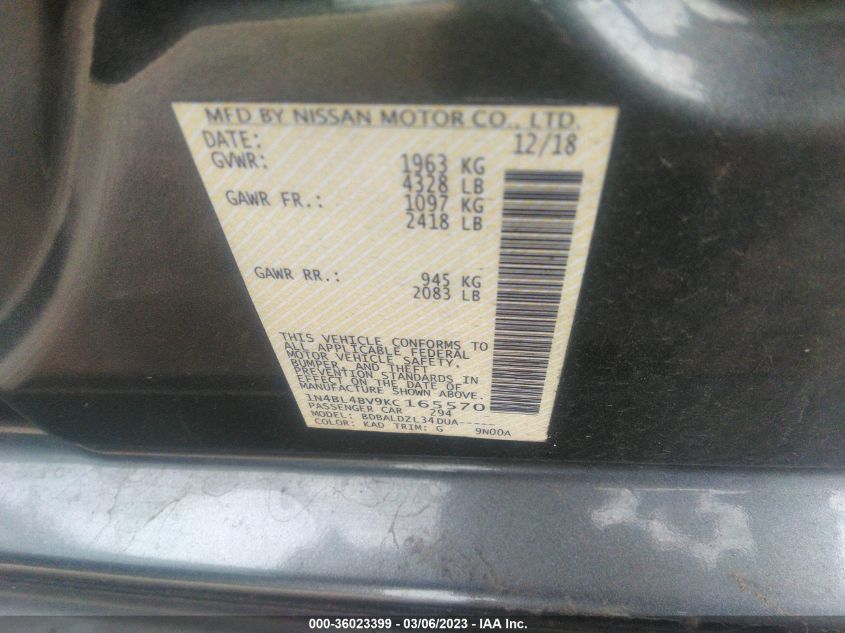 MFD BY NISSAN MOTOR CO., LTD.
DATE: 12/18
GVWR: 1963 KG
4328 LB
GAWR FR.: 1097 KG
2418 LB
GAWR RR.: 945 KG
2083 LB
THIS VEHICLE CONFORMS TO
ALL APPLICABLE FEDERAL
MOTOR VEHICLE SAFETY,
BUMPER, AND THEFT
PREVENTION STANDARDS IN
EFFECT ON THE DATE OF
MANUFACTURE SHOWN ABOVE.
1N4BL4BV9KC165570
PASSENGER CAR 294
MODEL: BDBALDZL34DUA-----
COLOR: KAD TRIM: G 9N00A
000-36023399 - 03/06/2023 - IAA Inc.